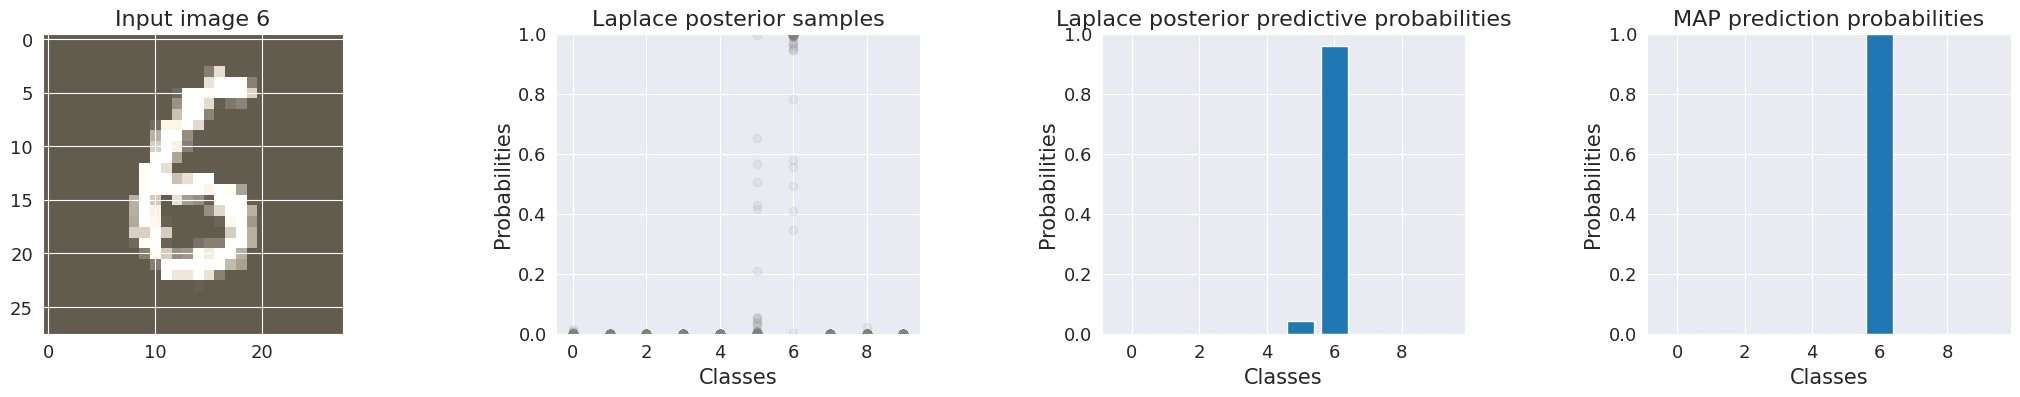 Input image 6
0
5
10
15
20
25
0 10 20
6
Laplace posterior samples
Probabilities
1.0
0.8
0.6
0.4
0.2
0.0
0 2 4 6 8
Classes
Laplace posterior predictive probabilities
Probabilities
1.0
0.8
0.6
0.4
0.2
0.0
0 2 4 6 8
Classes
MAP prediction probabilities
Probabilities
1.0
0.8
0.6
0.4
0.2
0.0
0 2 4 6 8
Classes